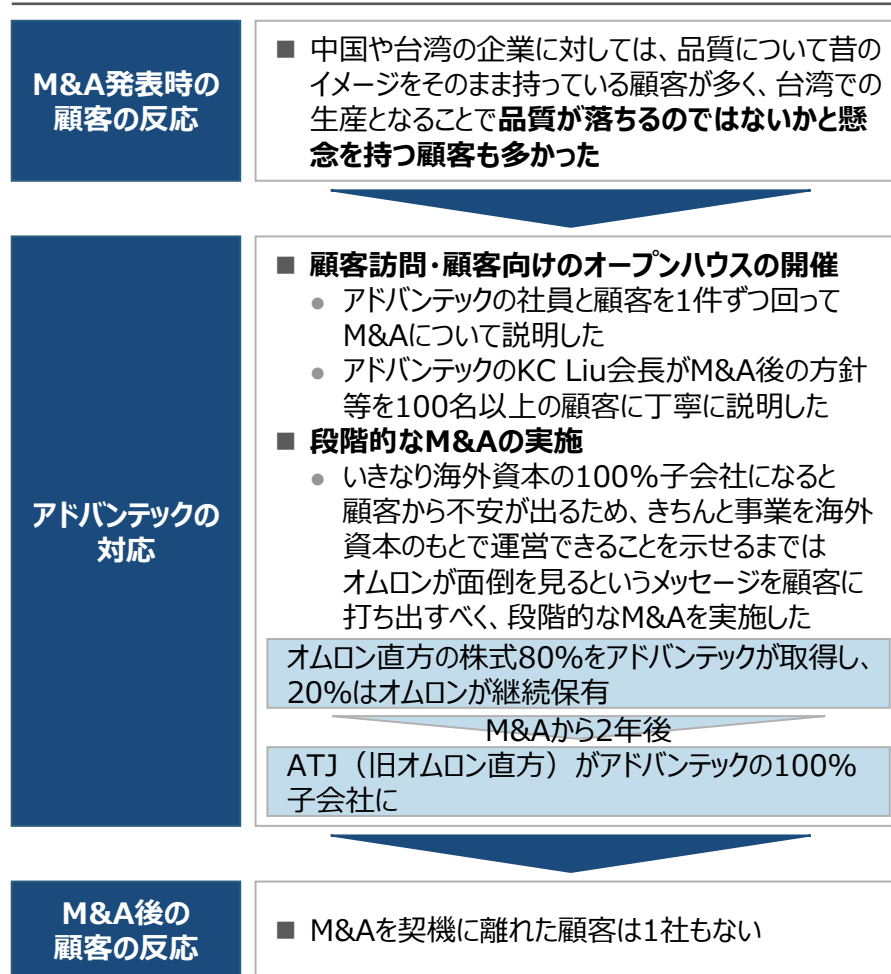 M&A発表時の
顧客の反応
■ 中国や台湾の企業に対しては、品質について昔の
イメージをそのまま持っている顧客が多く、台湾での
生産となることで品質が落ちるのではないかと懸
念を持つ顧客も多かった
アドバンテックの
対応
■ 顧客訪問・顧客向けのオープンハウスの開催
● アドバンテックの社員と顧客を1件ずつ回って
M&Aについて説明した
● アドバンテックのKC Liu会長がM&A後の方針
等を100名以上の顧客に丁寧に説明した
■ 段階的なM&Aの実施
● いきなり海外資本の100%子会社になると
顧客から不安が出るため、きちんと事業を海外
資本のもとで運営できることを示せるまでは
オムロンが面倒を見るというメッセージを顧客に
打ち出すべく、段階的なM&Aを実施した
オムロン直方の株式80%をアドバンテックが取得し、
20%はオムロンが継続保有
M&Aから2年後
ATJ（旧オムロン直方）がアドバンテックの100%
子会社に
M&A後の
顧客の反応
■ M&Aを契機に離れた顧客は1社もない